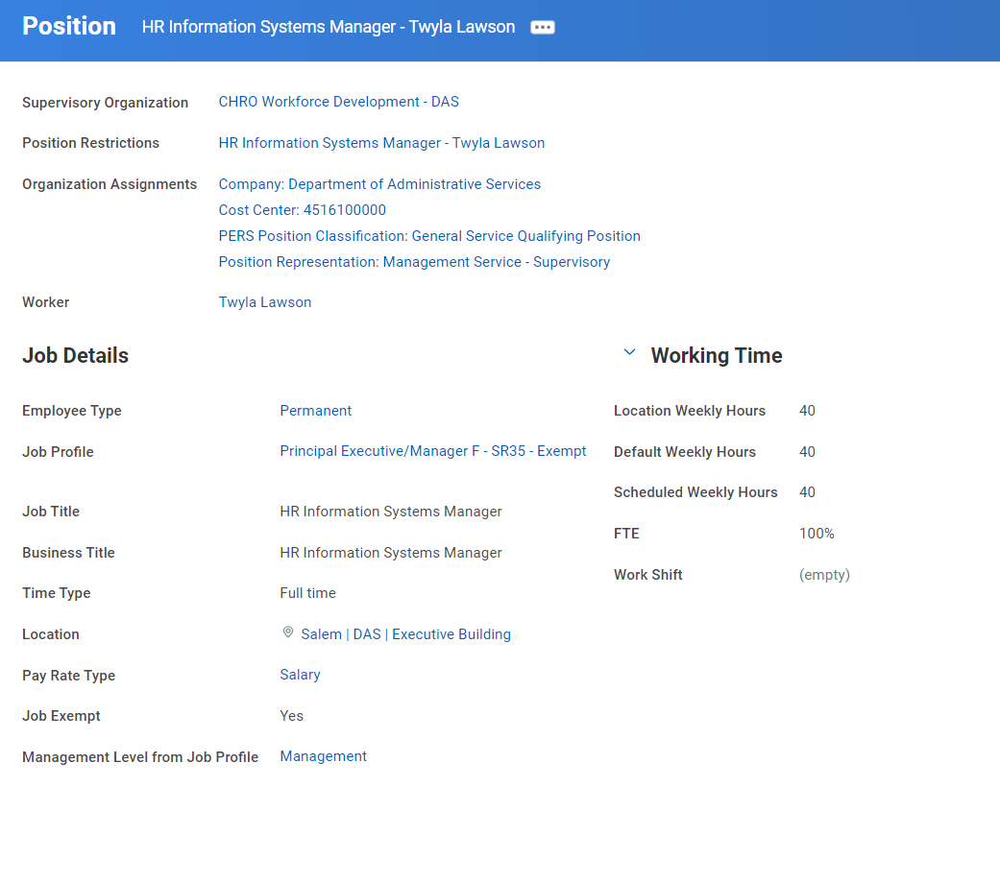 Position HR Information Systems Manager - Twyla Lawson
Supervisory Organization CHRO Workforce Development - DAS
Position Restrictions HR Information Systems Manager - Twyla Lawson
Organization Assignments Company: Department of Administrative Services
Cost Center: 4516100000
PERS Position Classification: General Service Qualifying Position
Position Representation: Management Service - Supervisory
Worker Twyla Lawson
Job Details
Employee Type Permanent
Job Profile Principal Executive/Manager F - SR35 - Exempt
Job Title HR Information Systems Manager
Business Title HR Information Systems Manager
Time Type Full time
Location Salem | DAS | Executive Building
Pay Rate Type Salary
Job Exempt Yes
Management Level from Job Profile Management
Working Time
Location Weekly Hours 40
Default Weekly Hours 40
Scheduled Weekly Hours 40
FTE 100%
Work Shift (empty)